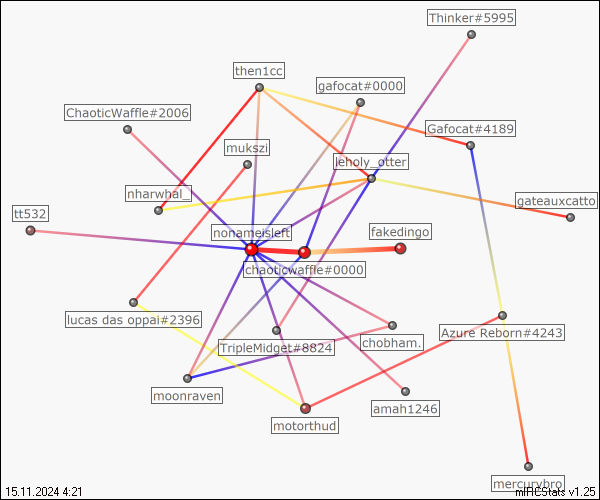 Thinker#5995
then1cc
gafocat#0000
ChaoticWaffle#2006
Gafocat#4189
mukszi
leholy_otter
nharwhal_
gateauxcatto
tt532
nonameisleft
fakedingo
chaoticwaffle#0000
lucas das oppai#2396
TripleMidget#8824
chobham.
Azure Reborn#4243
moonraven
amah1246
motorthud
mercurybro
15.11.2024 4:21
mIRCStats v1.25